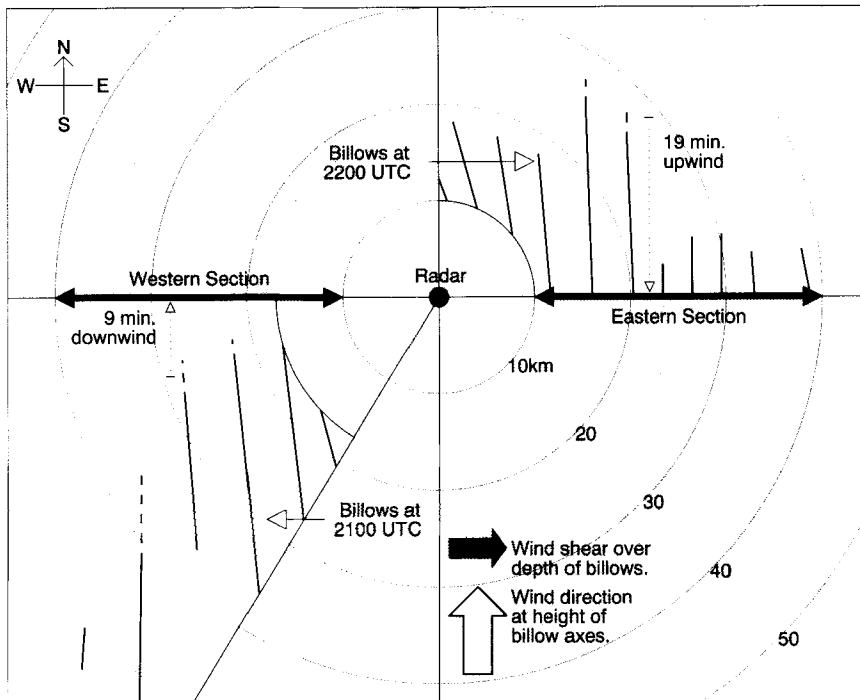 N
W E
S
Billows at
2200 UTC
19 min.
upwind
Western Section
Radar
9 min.
downwind
Eastern Section
10km
20
Billows at
2100 UTC
30
Wind shear over
depth of billows.
40
Wind direction
at height of
billow axes.
50